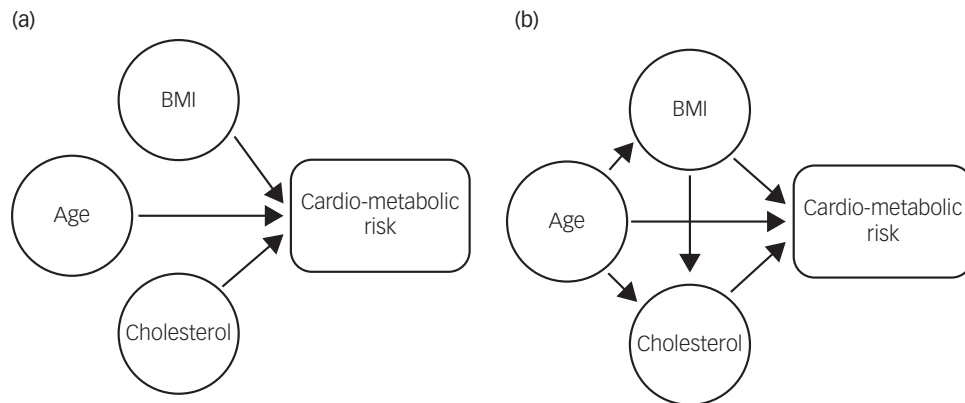 (a)
BMI
Age
Cardio-metabolic
risk
Cholesterol
(b)
BMI
Age
Cardio-metabolic
risk
Cholesterol